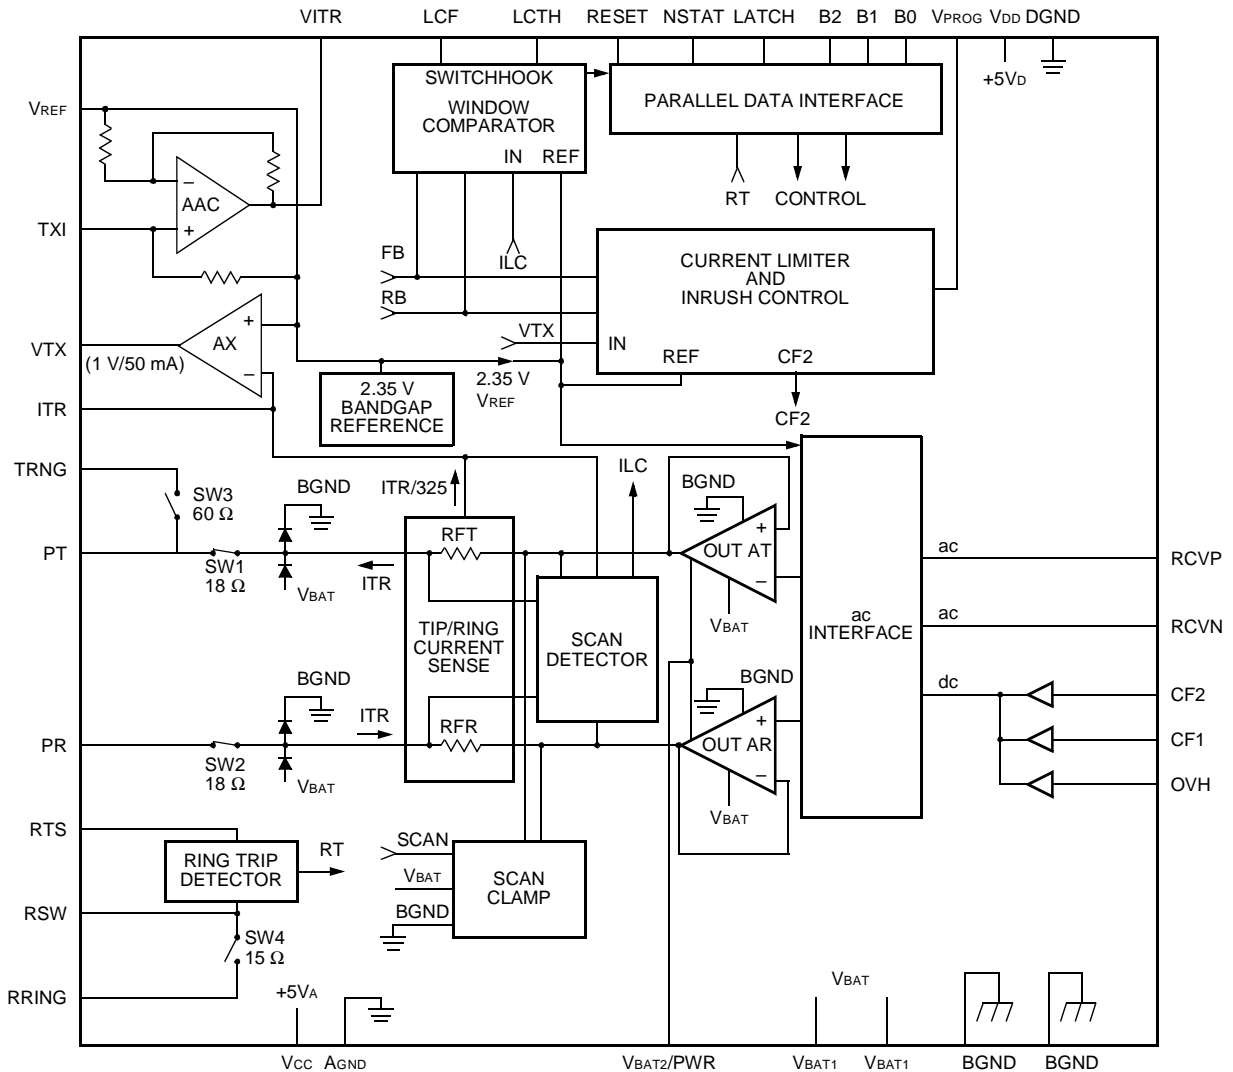 VITR LCF LCTH RESET NSTAT LATCH B2 B1 B0 VPROG VDD DGND
+5VD
SWITCHHOOK
WINDOW
COMPARATOR
IN REF
PARALLEL DATA INTERFACE
RT CONTROL
VREF
AAC
−
+
TXI
FB
RB
ILC
VTX
CURRENT LIMITER
AND
INRUSH CONTROL
IN
REF CF2
CF2
VTX
(1 V/50 mA)
AX
+
−
2.35 V
BANDGAP
REFERENCE
2.35 V
VREF
ITR
TRNG
SW3
60 Ω
BGND
ITR/325
ILC
BGND
PT
SW1
18 Ω
VBAT
ITR
RFT
OUT AT
+
−
VBAT
ac
INTERFACE
ac
RCVP
ac
RCVN
dc
CF2
CF1
OVH
TIP/RING
CURRENT
SENSE
SCAN
DETECTOR
BGND
ITR
RFR
BGND
OUT AR
+
−
VBAT
PR
SW2
18 Ω
VBAT
RTS
RING TRIP
DETECTOR
RT
SCAN
VBAT
BGND
SCAN
CLAMP
RSW
SW4
15 Ω
RRING
+5VA
VBAT
VCC AGND VBAT2/PWR VBAT1 VBAT1 BGND BGND